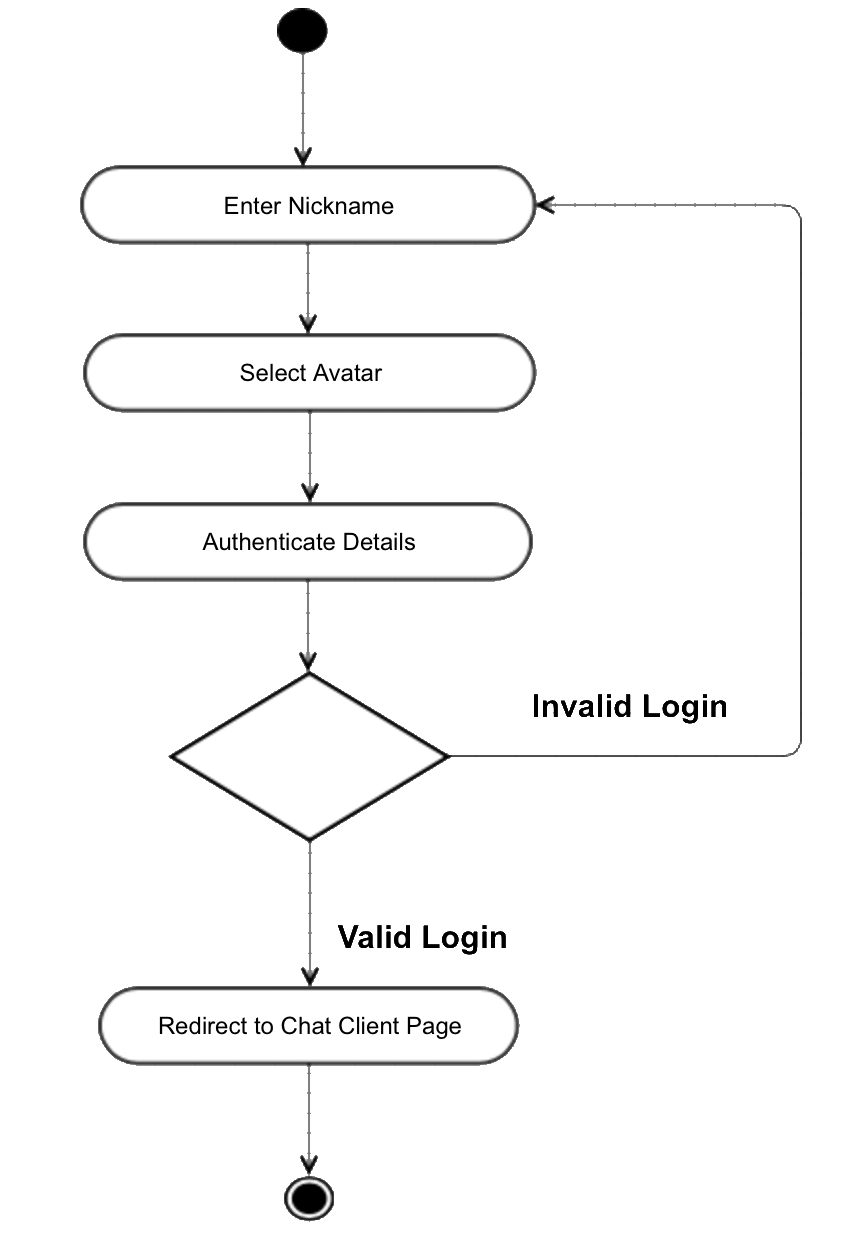 Enter Nickname
Select Avatar
Authenticate Details
Invalid Login
Valid Login
Redirect to Chat Client Page